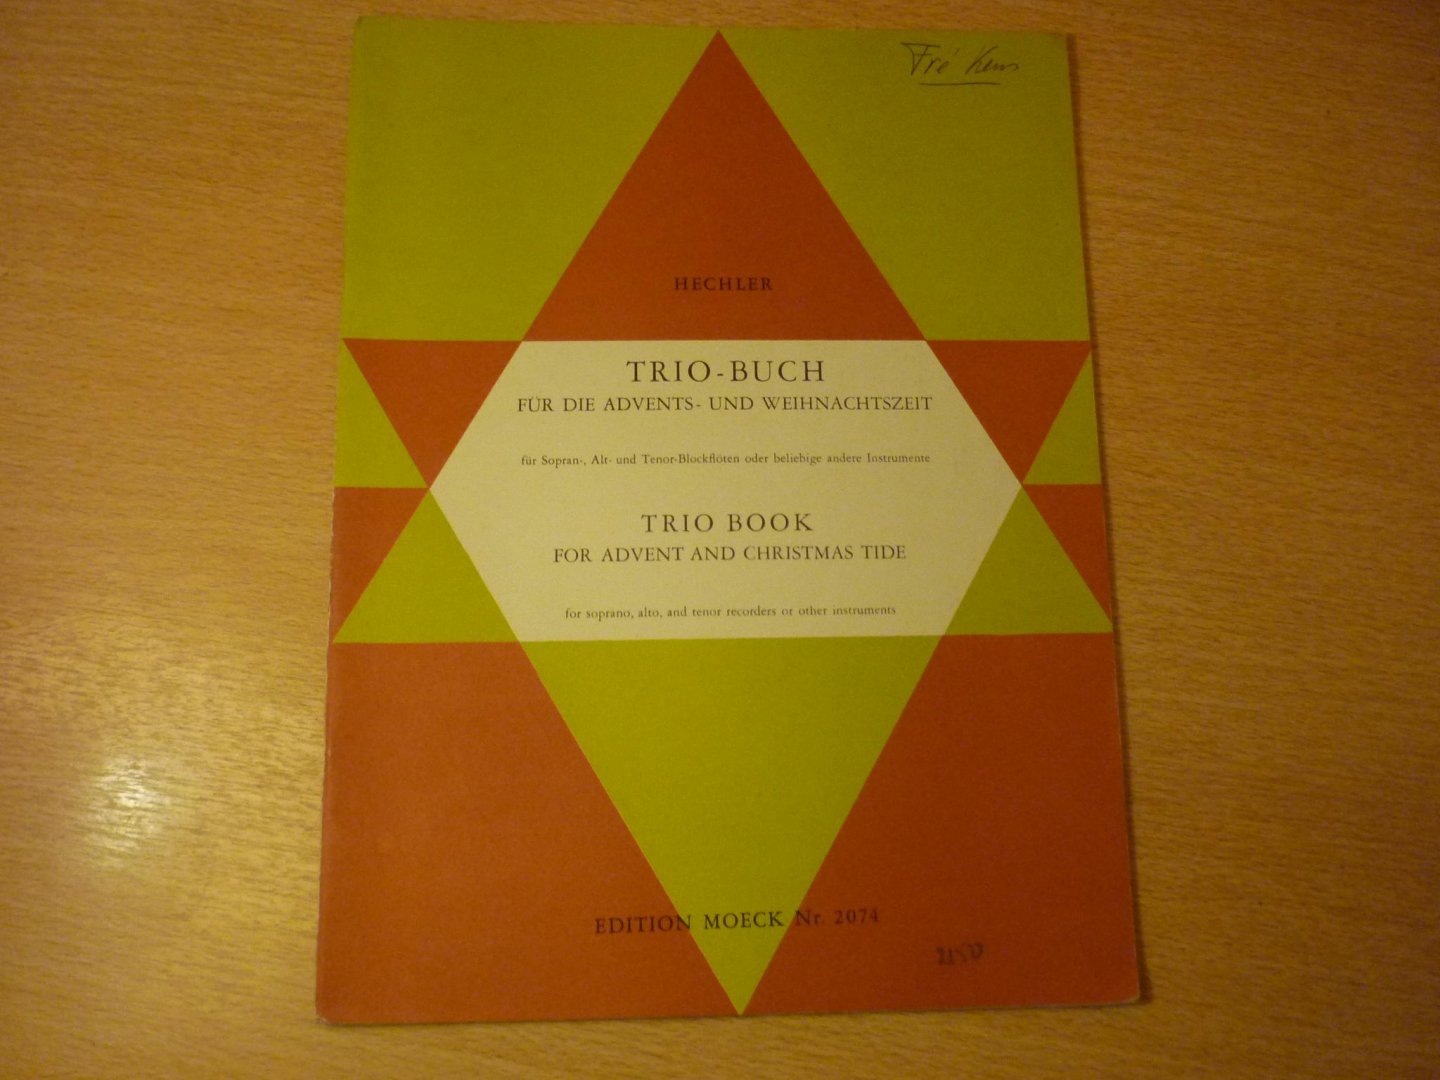 Fré
HECHLER
TRIO-BUCH
FÜR DIE ADVENTS- UND WEIHNACHTSZEIT
für Sopran-, Alt- und Tenor-Blockflöten oder beliebige andere Instrumente
TRIO BOOK
FOR ADVENT AND CHRISTMAS TIDE
for soprano, alto, and tenor recorders or other instruments
EDITION MOECK Nr. 2074